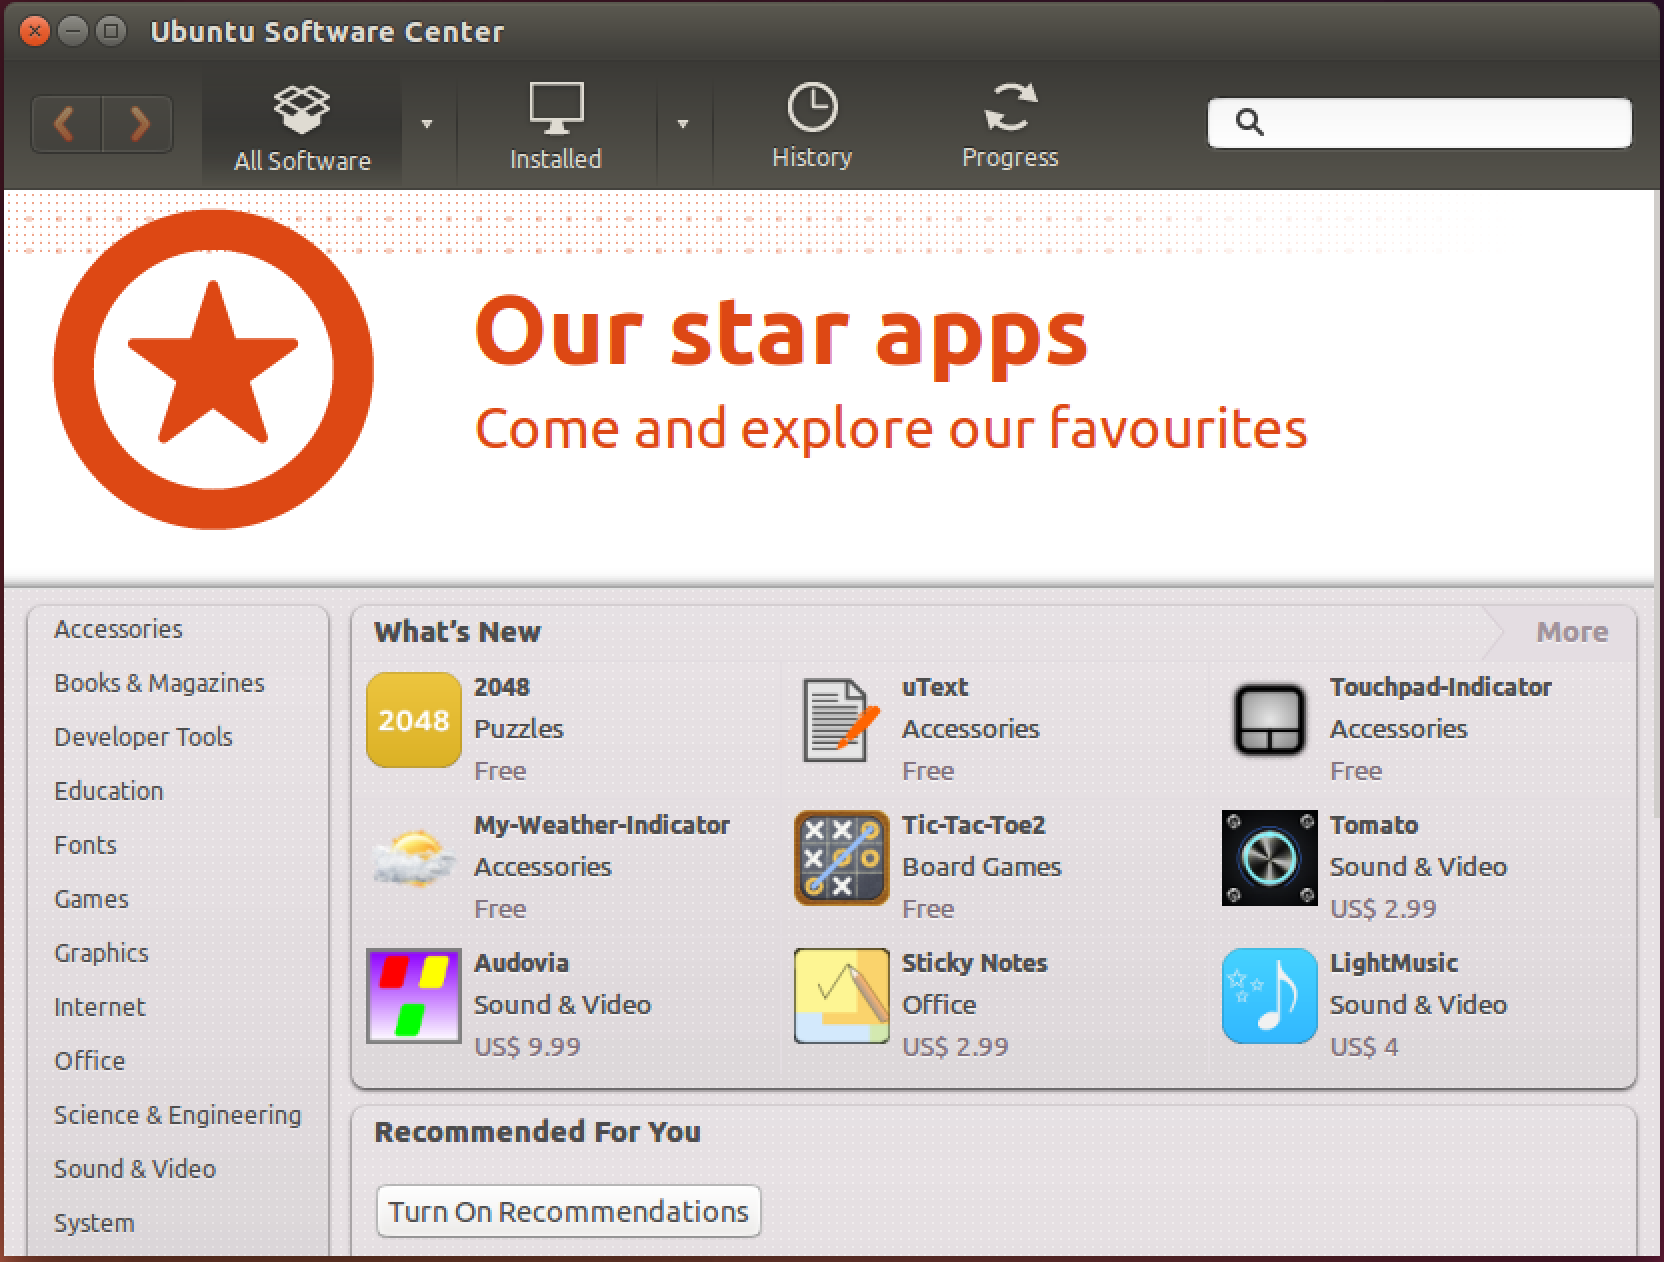 Ubuntu Software Center
All Software
Installed
History
Progress
Our star apps
Come and explore our favourites
Accessories
Books & Magazines
Developer Tools
Education
Fonts
Games
Graphics
Internet
Office
Science & Engineering
Sound & Video
System
What's New
More
2048
2048
Puzzles
Free
uText
Accessories
Free
Touchpad-Indicator
Accessories
Free
My-Weather-Indicator
Accessories
Free
Tic-Tac-Toe2
Board Games
Free
Tomato
Sound & Video
US$ 2.99
Audovia
Sound & Video
US$ 9.99
Sticky Notes
Office
US$ 2.99
LightMusic
Sound & Video
US$ 4
Recommended For You
Turn On Recommendations